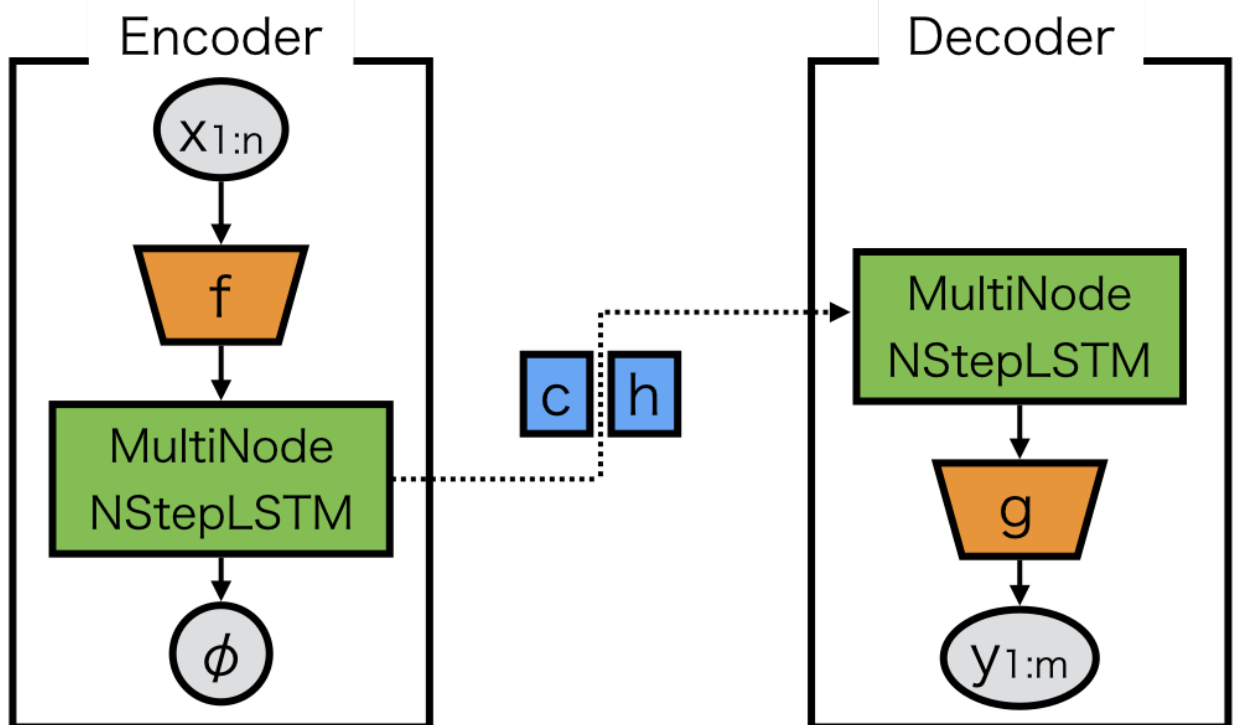 Encoder
x1:n
f
MultiNode
NStepLSTM
ϕ
c
h
Decoder
MultiNode
NStepLSTM
g
y1:m